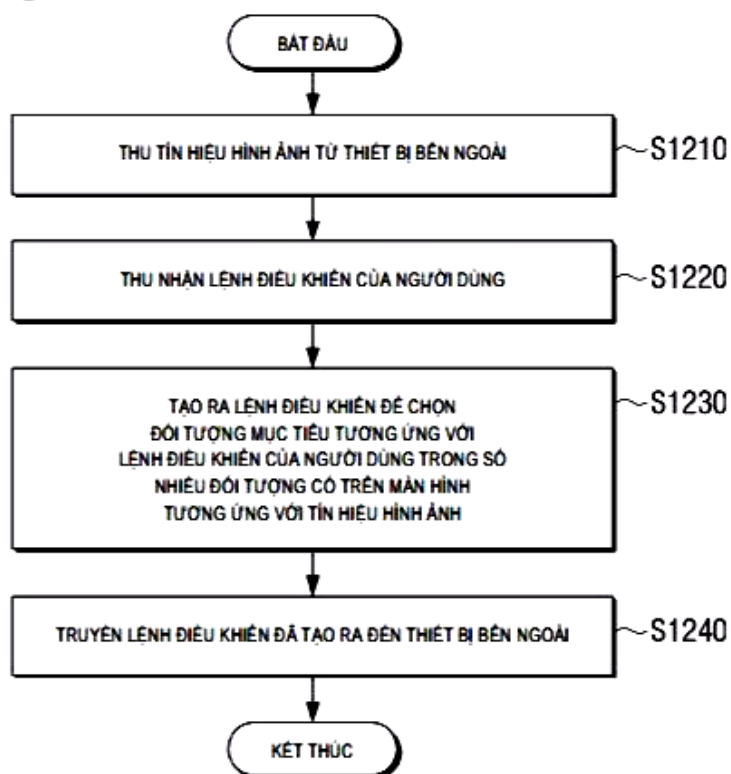 BẮT ĐẦU
THU TÍN HIỆU HÌNH ẢNH TỪ THIẾT BỊ BÊN NGOÀI
S1210
THU NHẬN LỆNH ĐIỀU KHIỂN CỦA NGƯỜI DÙNG
S1220
TẠO RA LỆNH ĐIỀU KHIỂN ĐỂ CHỌN
ĐỐI TƯỢNG MỤC TIÊU TƯƠNG ỨNG VỚI
LỆNH ĐIỀU KHIỂN CỦA NGƯỜI DÙNG TRONG SỐ
NHIỀU ĐỐI TƯỢNG CÓ TRÊN MÀN HÌNH
TƯƠNG ỨNG VỚI TÍN HIỆU HÌNH ẢNH
S1230
TRUYỀN LỆNH ĐIỀU KHIỂN ĐÃ TẠO RA ĐẾN THIẾT BỊ BÊN NGOÀI
S1240
KẾT THÚC